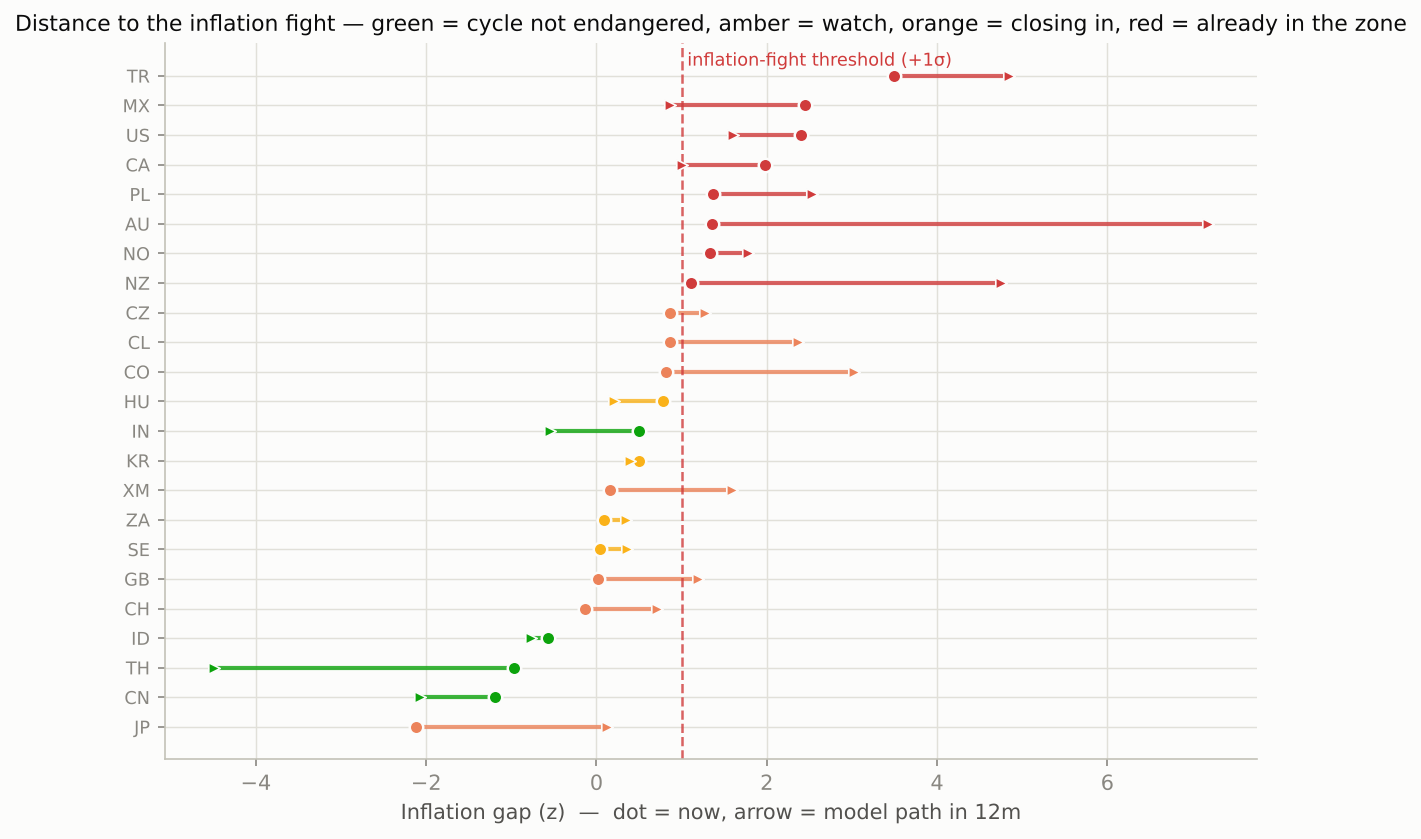 Distance to the inflation fight — green = cycle not endangered, amber = watch, orange = closing in, red = already in the zone
inflation-fight threshold (+1σ)
TR
MX
US
CA
PL
AU
NO
NZ
CZ
CL
CO
HU
IN
KR
XM
ZA
SE
GB
CH
ID
TH
CN
JP
−4 −2 0 2 4 6
Inflation gap (z) — dot = now, arrow = model path in 12m